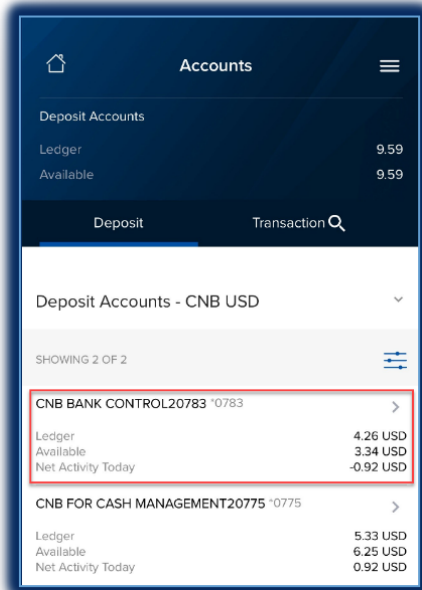 Accounts
Deposit Accounts
Ledger 9.59
Available 9.59
Deposit Transaction
Deposit Accounts - CNB USD
SHOWING 2 OF 2
CNB BANK CONTROL20783 *0783
Ledger 4.26 USD
Available 3.34 USD
Net Activity Today -0.92 USD
CNB FOR CASH MANAGEMENT20775 *0775
Ledger 5.33 USD
Available 6.25 USD
Net Activity Today 0.92 USD